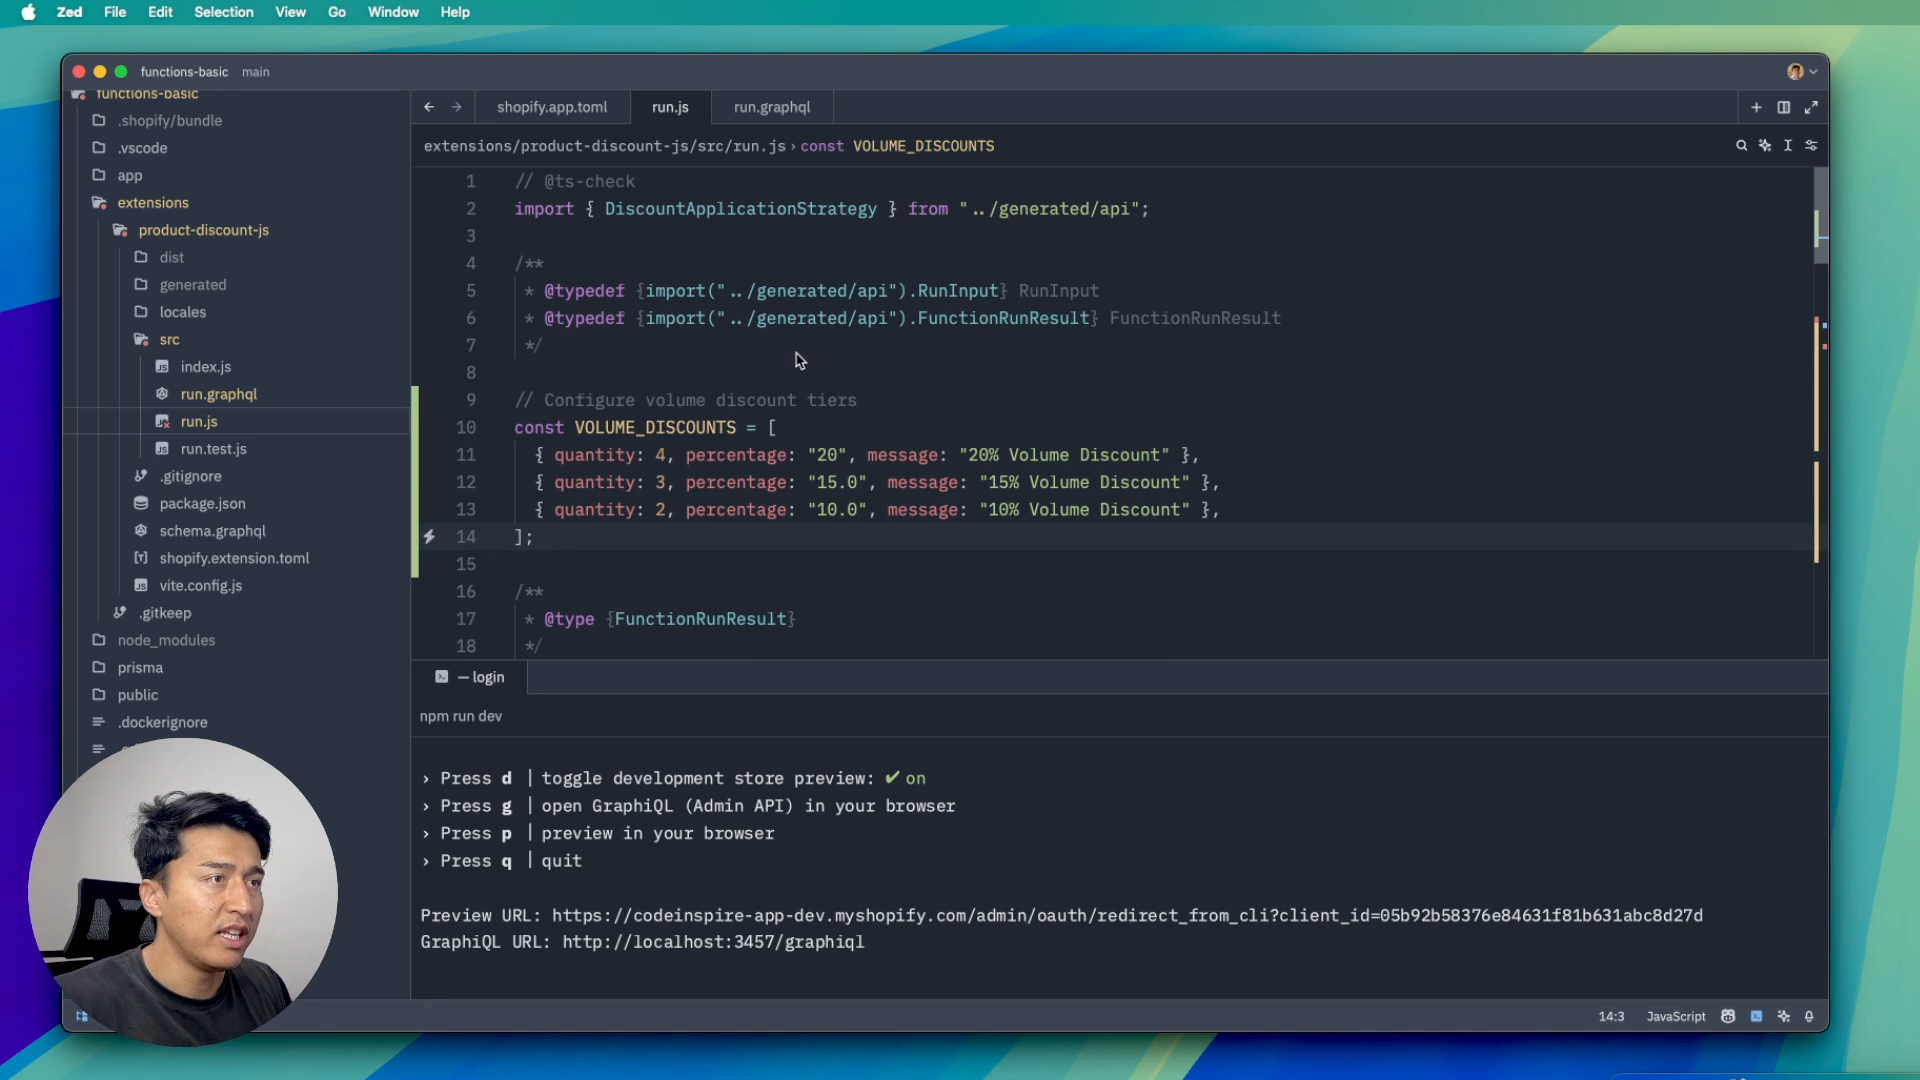 Zed File Edit Selection View Go Window Help
functions-basic main
functions-basic
.shopify/bundle
.vscode
app
extensions
product-discount-js
dist
generated
locales
src
index.js
run.graphql
run.js
run.test.js
.gitignore
package.json
schema.graphql
shopify.extension.toml
vite.config.js
.gitkeep
node_modules
prisma
public
.dockerignore
shopify.app.toml run.js run.graphql
extensions/product-discount-js/src/run.js › const VOLUME_DISCOUNTS
1 // @ts-check
2 import { DiscountApplicationStrategy } from "../generated/api";
3
4 /**
5 * @typedef {import("../generated/api").RunInput} RunInput
6 * @typedef {import("../generated/api").FunctionRunResult} FunctionRunResult
7 */
8
9 // Configure volume discount tiers
10 const VOLUME_DISCOUNTS = [
11 { quantity: 4, percentage: "20", message: "20% Volume Discount" },
12 { quantity: 3, percentage: "15.0", message: "15% Volume Discount" },
13 { quantity: 2, percentage: "10.0", message: "10% Volume Discount" },
14 ];
15
16 /**
17 * @type {FunctionRunResult}
18 */
— login
npm run dev
› Press d | toggle development store preview: ✔ on
› Press g | open GraphiQL (Admin API) in your browser
› Press p | preview in your browser
› Press q | quit
Preview URL: https://codeinspire-app-dev.myshopify.com/admin/oauth/redirect_from_cli?client_id=05b92b58376e84631f81b631abc8d27d
GraphiQL URL: http://localhost:3457/graphiql
14:3 JavaScript